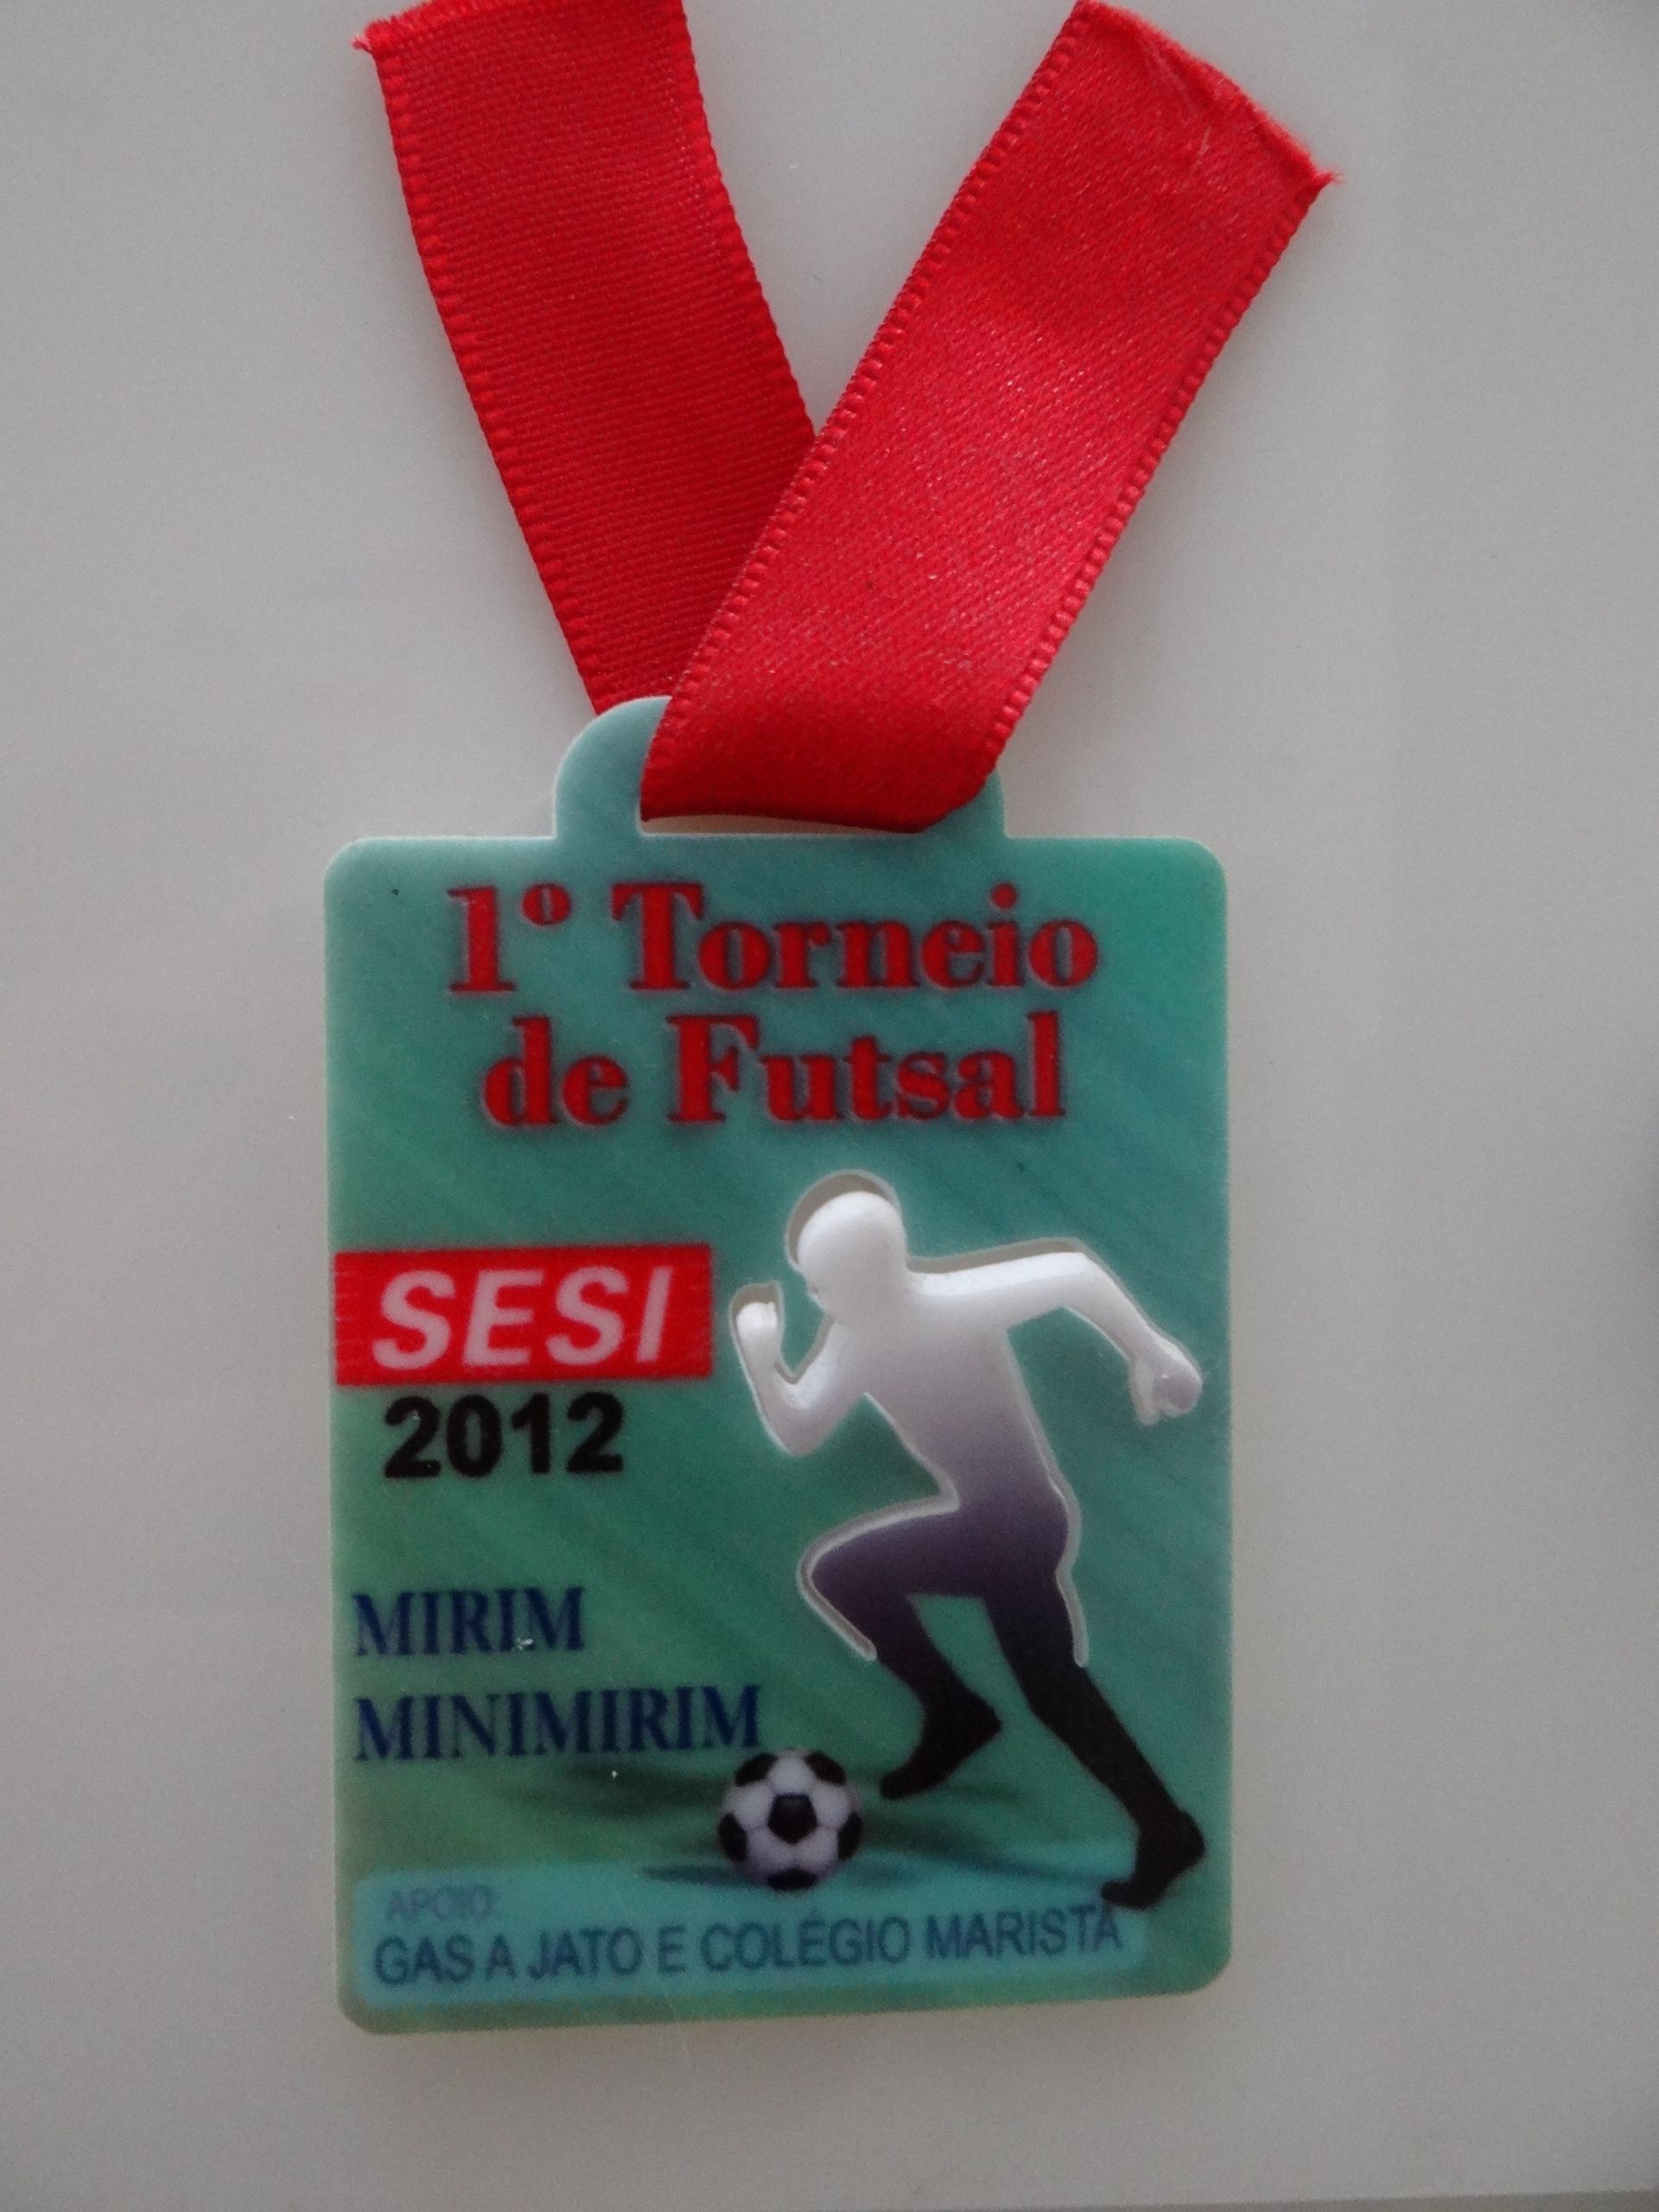 1º Torneio
de Futsal
SESI
2012
MIRIM
MINIMIRIM
APOIO:
GAS A JATO E COLÉGIO MARISTA